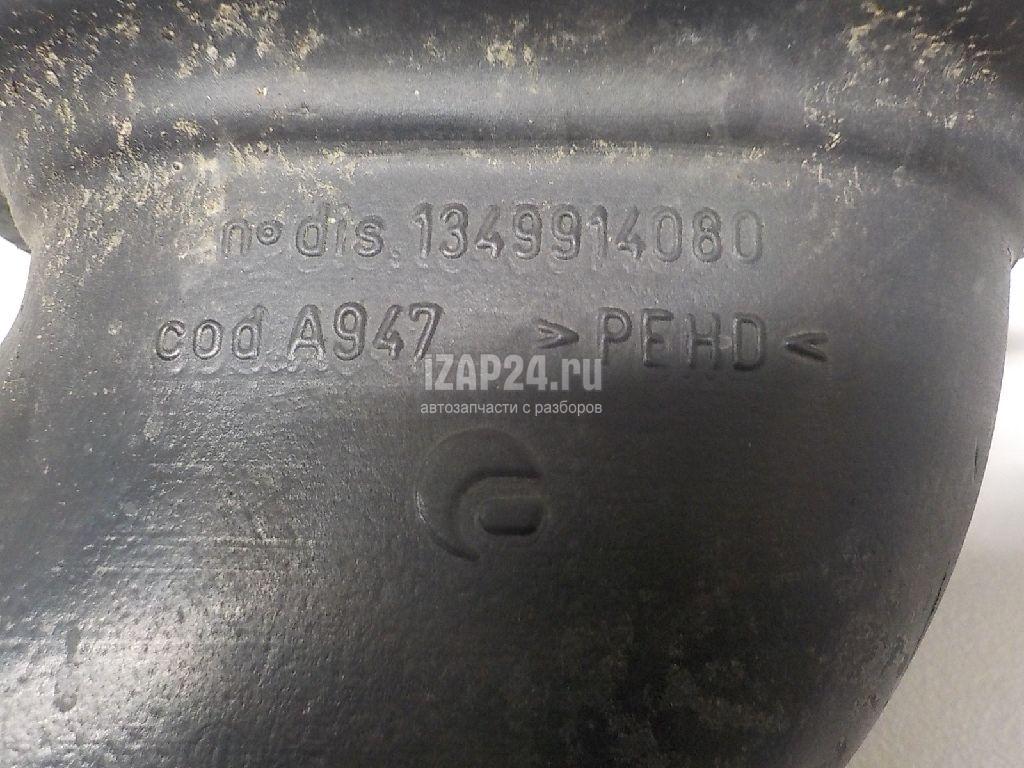 n° dis. 1349914080
cod. A947 >PEHD<
IZAP24.ru
автозапчасти с разборов